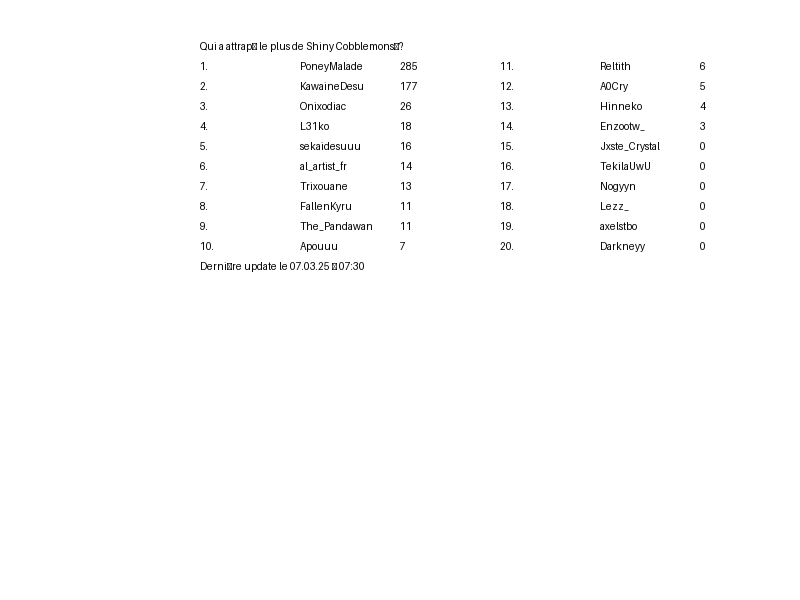 Qui a attrap le plus de Shiny Cobblemons ?
1. PoneyMalade 285 11. Reltith 6
2. KawaineDesu 177 12. A0Cry 5
3. Onixodiac 26 13. Hinneko 4
4. L31ko 18 14. Enzootw_ 3
5. sekaidesuuu 16 15. Jxste_Crystal 0
6. al_artist_fr 14 16. TekilaUwU 0
7. Trixouane 13 17. Nogyyn 0
8. FallenKyru 11 18. Lezz_ 0
9. The_Pandawan 11 19. axelstbo 0
10. Apouuu 7 20. Darkneyy 0
Derni re update le 07.03.25 07:30